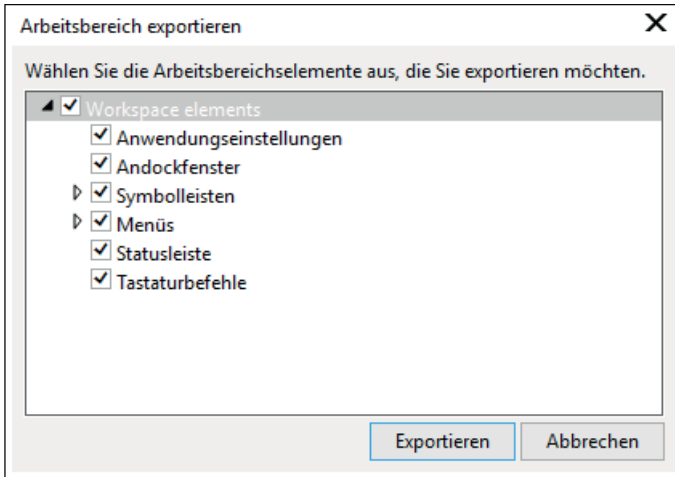 Arbeitsbereich exportieren
Wählen Sie die Arbeitsbereichselemente aus, die Sie exportieren möchten.
Workspace elements
Anwendungseinstellungen
Andockfenster
Symbolleisten
Menüs
Statusleiste
Tastaturbefehle
Exportieren Abbrechen